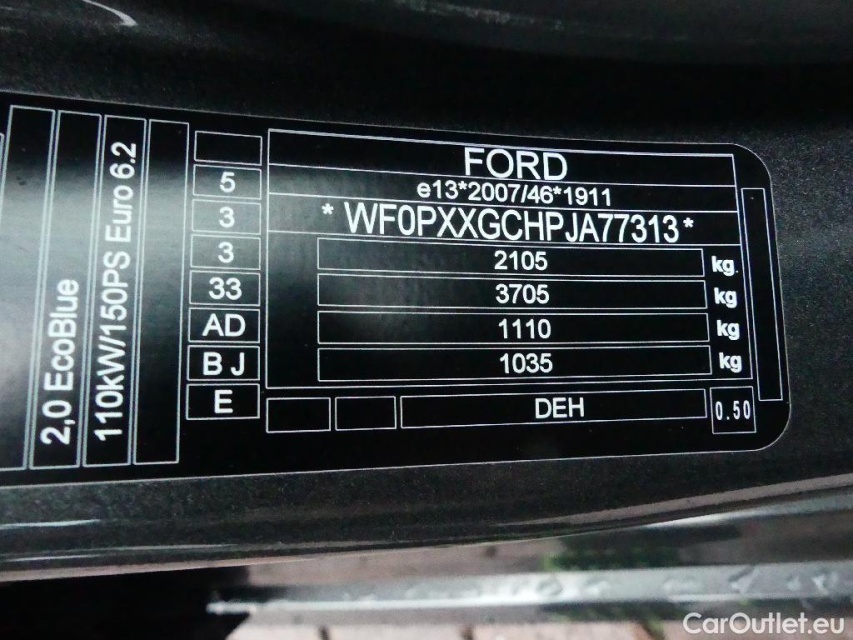 FORD
e13*2007/46*1911
* WF0PXXGCHPJA77313 *
2105 kg
3705 kg
1110 kg
1035 kg
DEH 0.50
5
3
3
33
AD
BJ
E
2,0 EcoBlue
110kW/150PS Euro 6.2
CarOutlet.eu